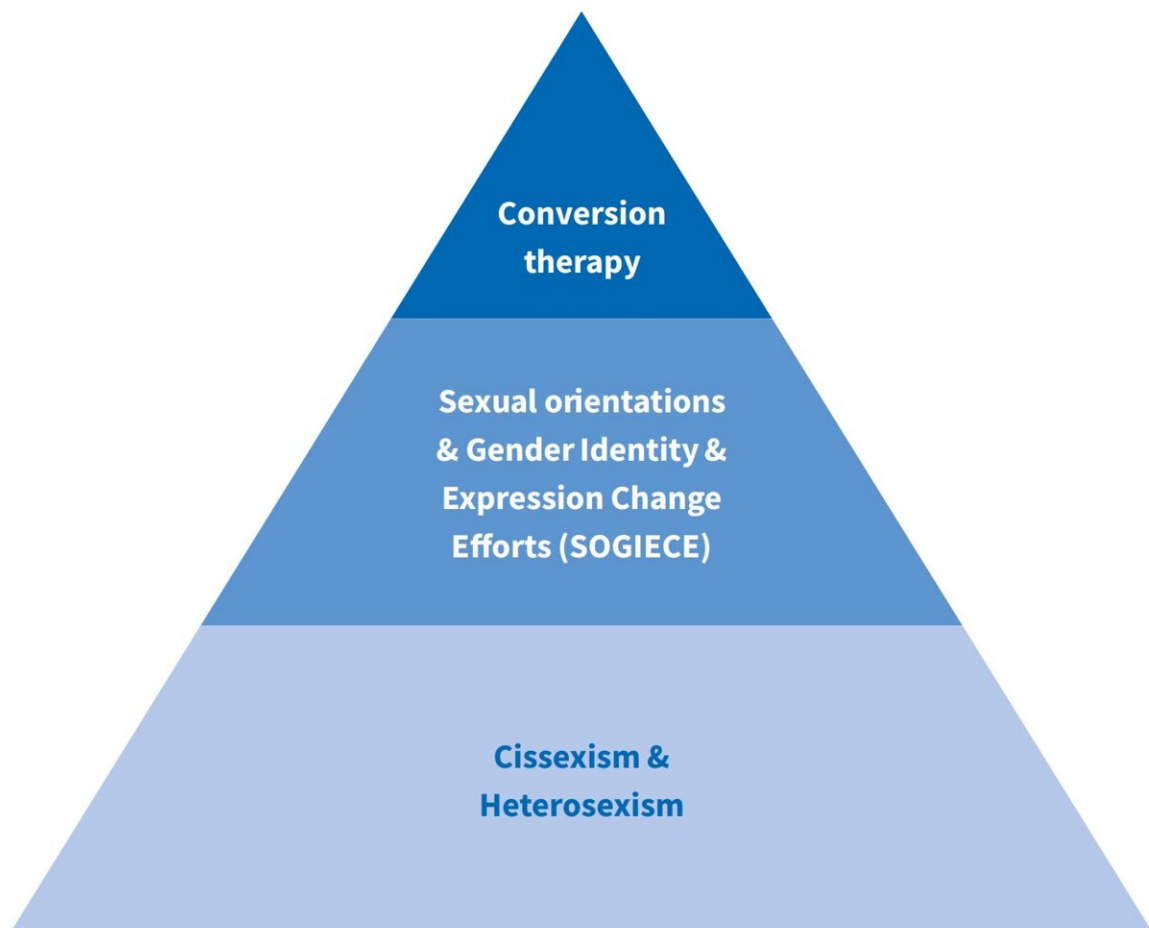 Conversion
therapy
Sexual orientations
& Gender Identity &
Expression Change
Efforts (SOGIECE)
Cissexism &
Heterosexism